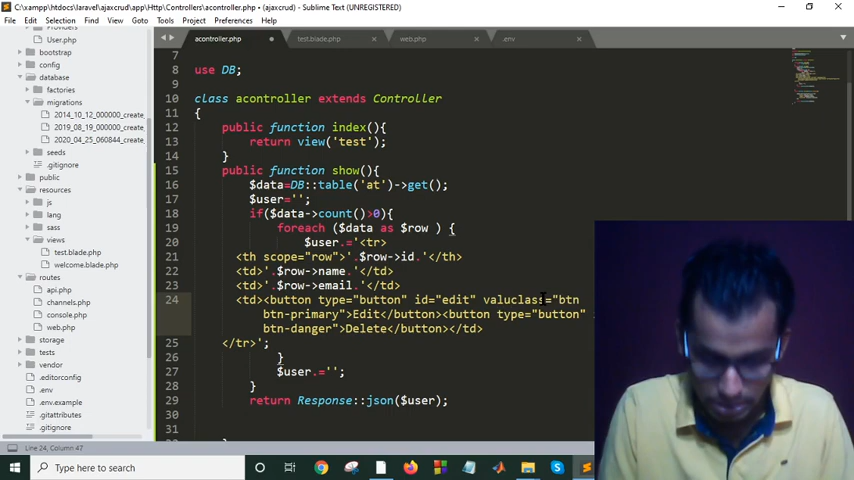 C:\xampp\htdocs\laravel\ajaxcrud\app\Http\Controllers\acontroller.php (ajaxcrud) - Sublime Text (UNREGISTERED)
File Edit Selection Find View Goto Tools Project Preferences Help
acontroller.php test.blade.php web.php .env
Providers
User.php
bootstrap
config
database
factories
migrations
2014_10_12_000000_create_
2019_08_19_000000_create_
2020_04_25_060844_create_
seeds
.gitignore
public
resources
js
lang
sass
views
test.blade.php
welcome.blade.php
routes
api.php
channels.php
console.php
web.php
storage
tests
vendor
.editorconfig
.env
.env.example
.gitattributes
.gitignore
7
8 use DB;
9
10 class acontroller extends Controller
11 {
12 public function index(){
13 return view('test');
14 }
15 public function show(){
16 $data=DB::table('at')->get();
17 $user='';
18 if($data->count()>0){
19 foreach ($data as $row ) {
20 $user.='<tr>
21 <th scope="row">'.$row->id.'</th>
22 <td>'.$row->name.'</td>
23 <td>'.$row->email.'</td>
24 <td><button type="button" id="edit" valuclass="btn
btn-primary">Edit</button><button type="button"
btn-danger">Delete</button></td>
25 </tr>';
26 }
27 $user.='';
28 }
29 return Response::json($user);
30
31
Line 24, Column 47
Type here to search